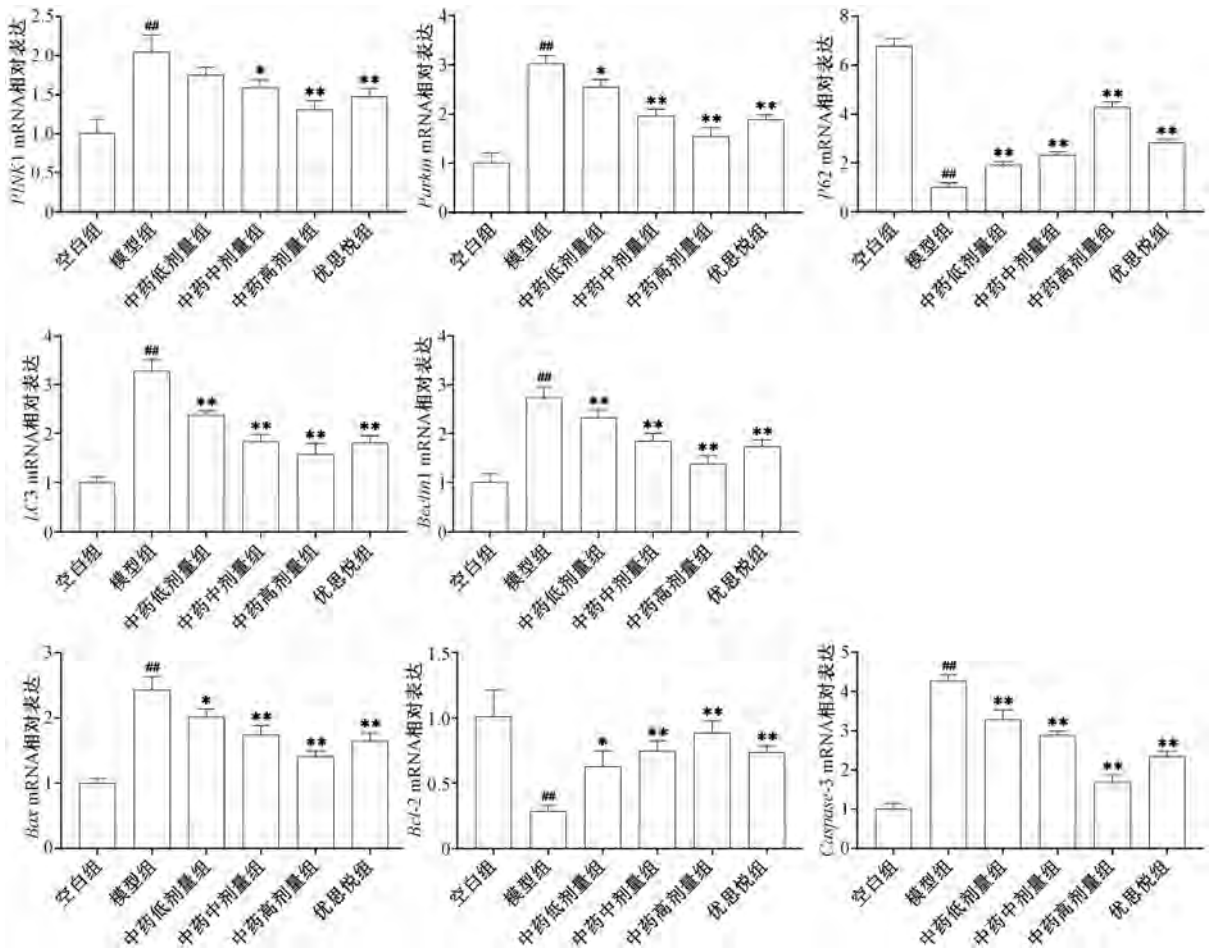 PINK1 mRNA相对表达
2.5
2.0
1.5
1.0
0.5
0
##
*
**
**
空白组
模型组
中药低剂量组
中药中剂量组
中药高剂量组
优思悦组
Parkin mRNA相对表达
4
3
2
1
0
##
*
**
**
**
空白组
模型组
中药低剂量组
中药中剂量组
中药高剂量组
优思悦组
P62 mRNA相对表达
8
6
4
2
0
##
**
**
**
**
空白组
模型组
中药低剂量组
中药中剂量组
中药高剂量组
优思悦组
LC3 mRNA相对表达
4
3
2
1
0
##
**
**
**
**
空白组
模型组
中药低剂量组
中药中剂量组
中药高剂量组
优思悦组
Beclin1 mRNA相对表达
4
3
2
1
0
##
**
**
**
**
空白组
模型组
中药低剂量组
中药中剂量组
中药高剂量组
优思悦组
Bax mRNA相对表达
3
2
1
0
##
*
**
**
**
空白组
模型组
中药低剂量组
中药中剂量组
中药高剂量组
优思悦组
Bcl-2 mRNA相对表达
1.5
1.0
0.5
0
##
*
**
**
**
空白组
模型组
中药低剂量组
中药中剂量组
中药高剂量组
优思悦组
Caspase-3 mRNA相对表达
5
4
3
2
1
0
##
**
**
**
**
空白组
模型组
中药低剂量组
中药中剂量组
中药高剂量组
优思悦组